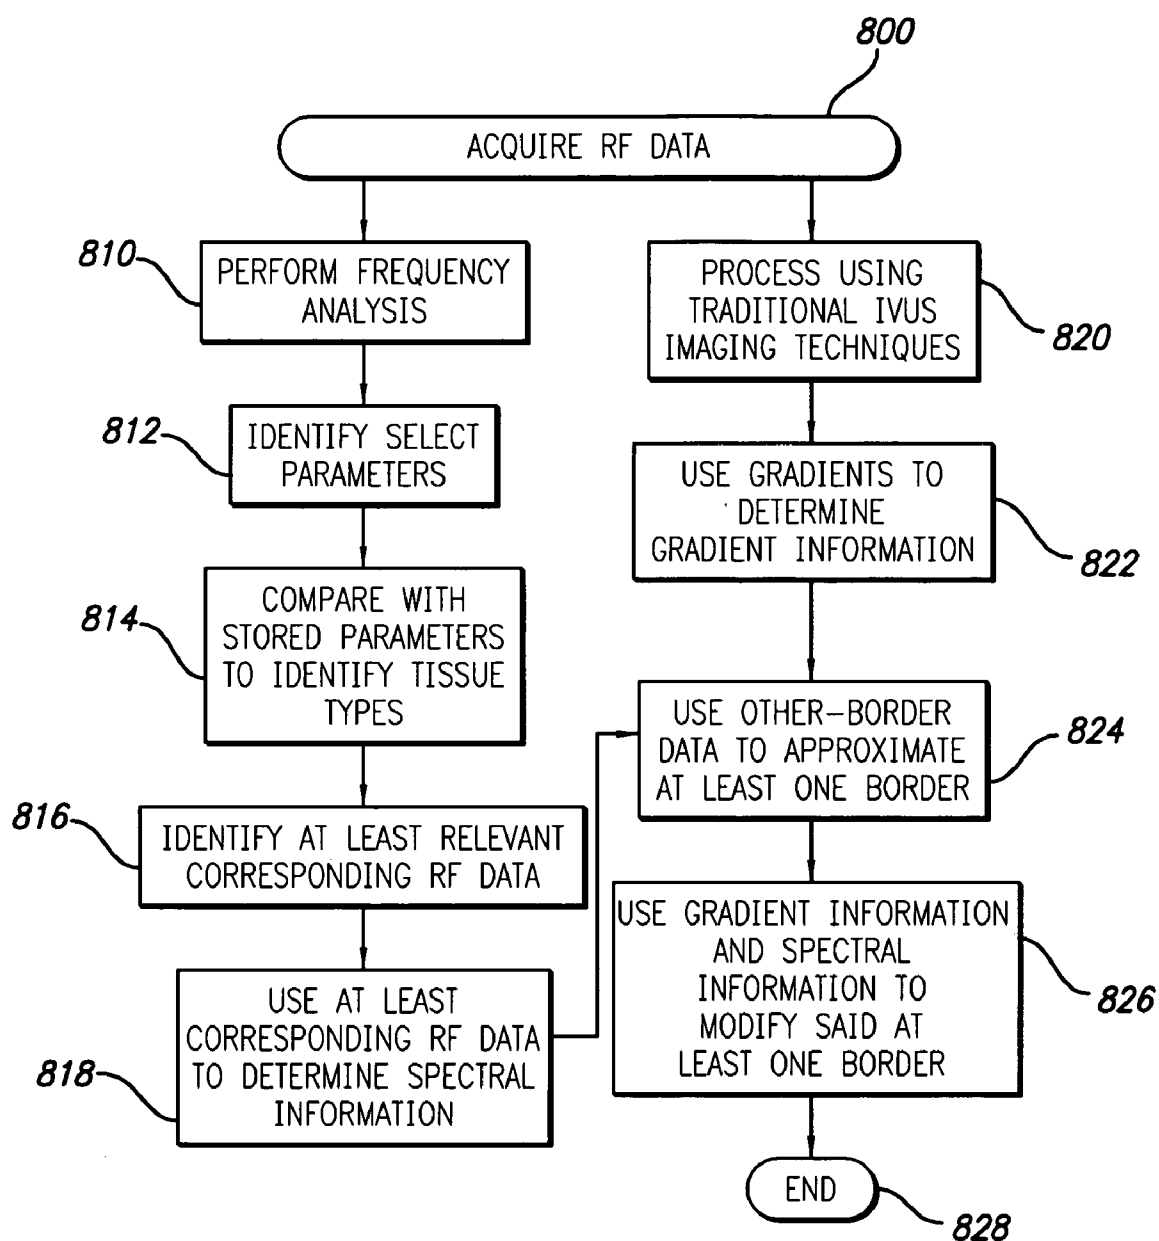 800
ACQUIRE RF DATA
810
PERFORM FREQUENCY
ANALYSIS
812
IDENTIFY SELECT
PARAMETERS
814
COMPARE WITH
STORED PARAMETERS
TO IDENTIFY TISSUE
TYPES
816
IDENTIFY AT LEAST RELEVANT
CORRESPONDING RF DATA
818
USE AT LEAST
CORRESPONDING RF DATA
TO DETERMINE SPECTRAL
INFORMATION
PROCESS USING
TRADITIONAL IVUS
IMAGING TECHNIQUES
820
USE GRADIENTS TO
DETERMINE
GRADIENT INFORMATION
822
USE OTHER-BORDER
DATA TO APPROXIMATE
AT LEAST ONE BORDER
824
USE GRADIENT INFORMATION
AND SPECTRAL
INFORMATION TO
MODIFY SAID AT
LEAST ONE BORDER
826
END
828